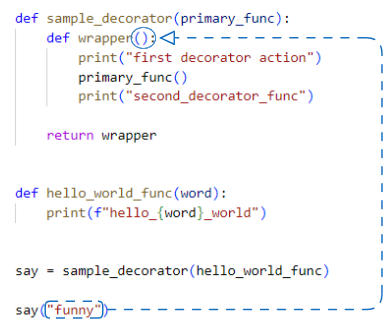 def sample_decorator(primary_func):
    def wrapper():
        print("first decorator action")
        primary_func()
        print("second_decorator_func")
    return wrapper
def hello_world_func(word):
    print(f"hello_{word}_world")
say = sample_decorator(hello_world_func)
say("funny")